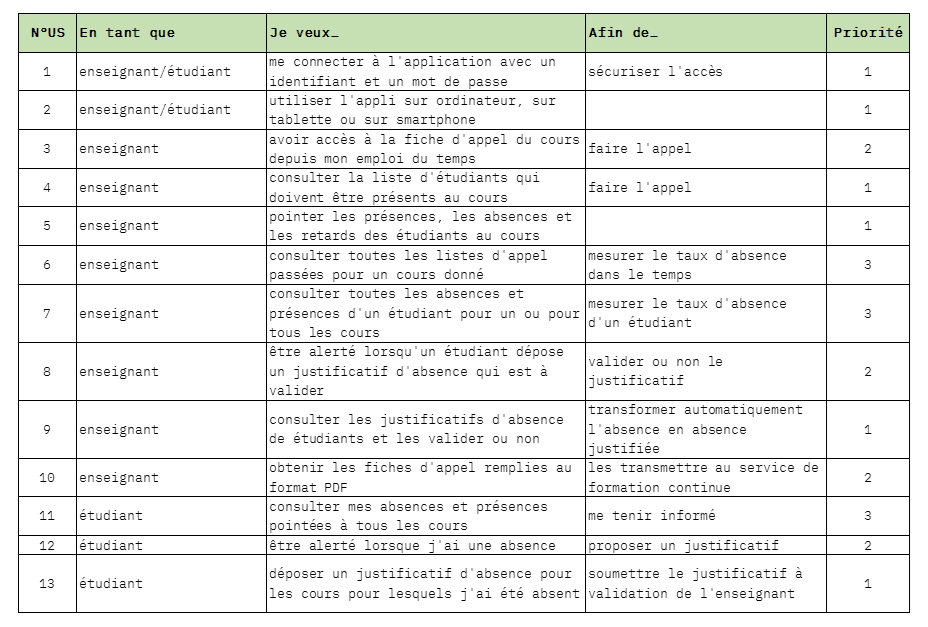 N°US En tant que Je veux… Afin de… Priorité
1 enseignant/étudiant me connecter à l'application avec un
identifiant et un mot de passe sécuriser l'accès 1
2 enseignant/étudiant utiliser l'appli sur ordinateur, sur
tablette ou sur smartphone 1
3 enseignant avoir accès à la fiche d'appel du cours
depuis mon emploi du temps faire l'appel 2
4 enseignant consulter la liste d'étudiants qui
doivent être présents au cours faire l'appel 1
5 enseignant pointer les présences, les absences et
les retards des étudiants au cours 1
6 enseignant consulter toutes les listes d'appel
passées pour un cours donné mesurer le taux d'absence
dans le temps 3
7 enseignant consulter toutes les absences et
présences d'un étudiant pour un ou pour
tous les cours mesurer le taux d'absence
d'un étudiant 3
8 enseignant être alerté lorsqu'un étudiant dépose
un justificatif d'absence qui est à
valider valider ou non le
justificatif 2
9 enseignant consulter les justificatifs d'absence
de étudiants et les valider ou non transformer automatiquement
l'absence en absence
justifiée 1
10 enseignant obtenir les fiches d'appel remplies au
format PDF les transmettre au service de
formation continue 2
11 étudiant consulter mes absences et présences
pointées à tous les cours me tenir informé 3
12 étudiant être alerté lorsque j'ai une absence proposer un justificatif 2
13 étudiant déposer un justificatif d'absence pour
les cours pour lesquels j'ai été absent soumettre le justificatif à
validation de l'enseignant 1